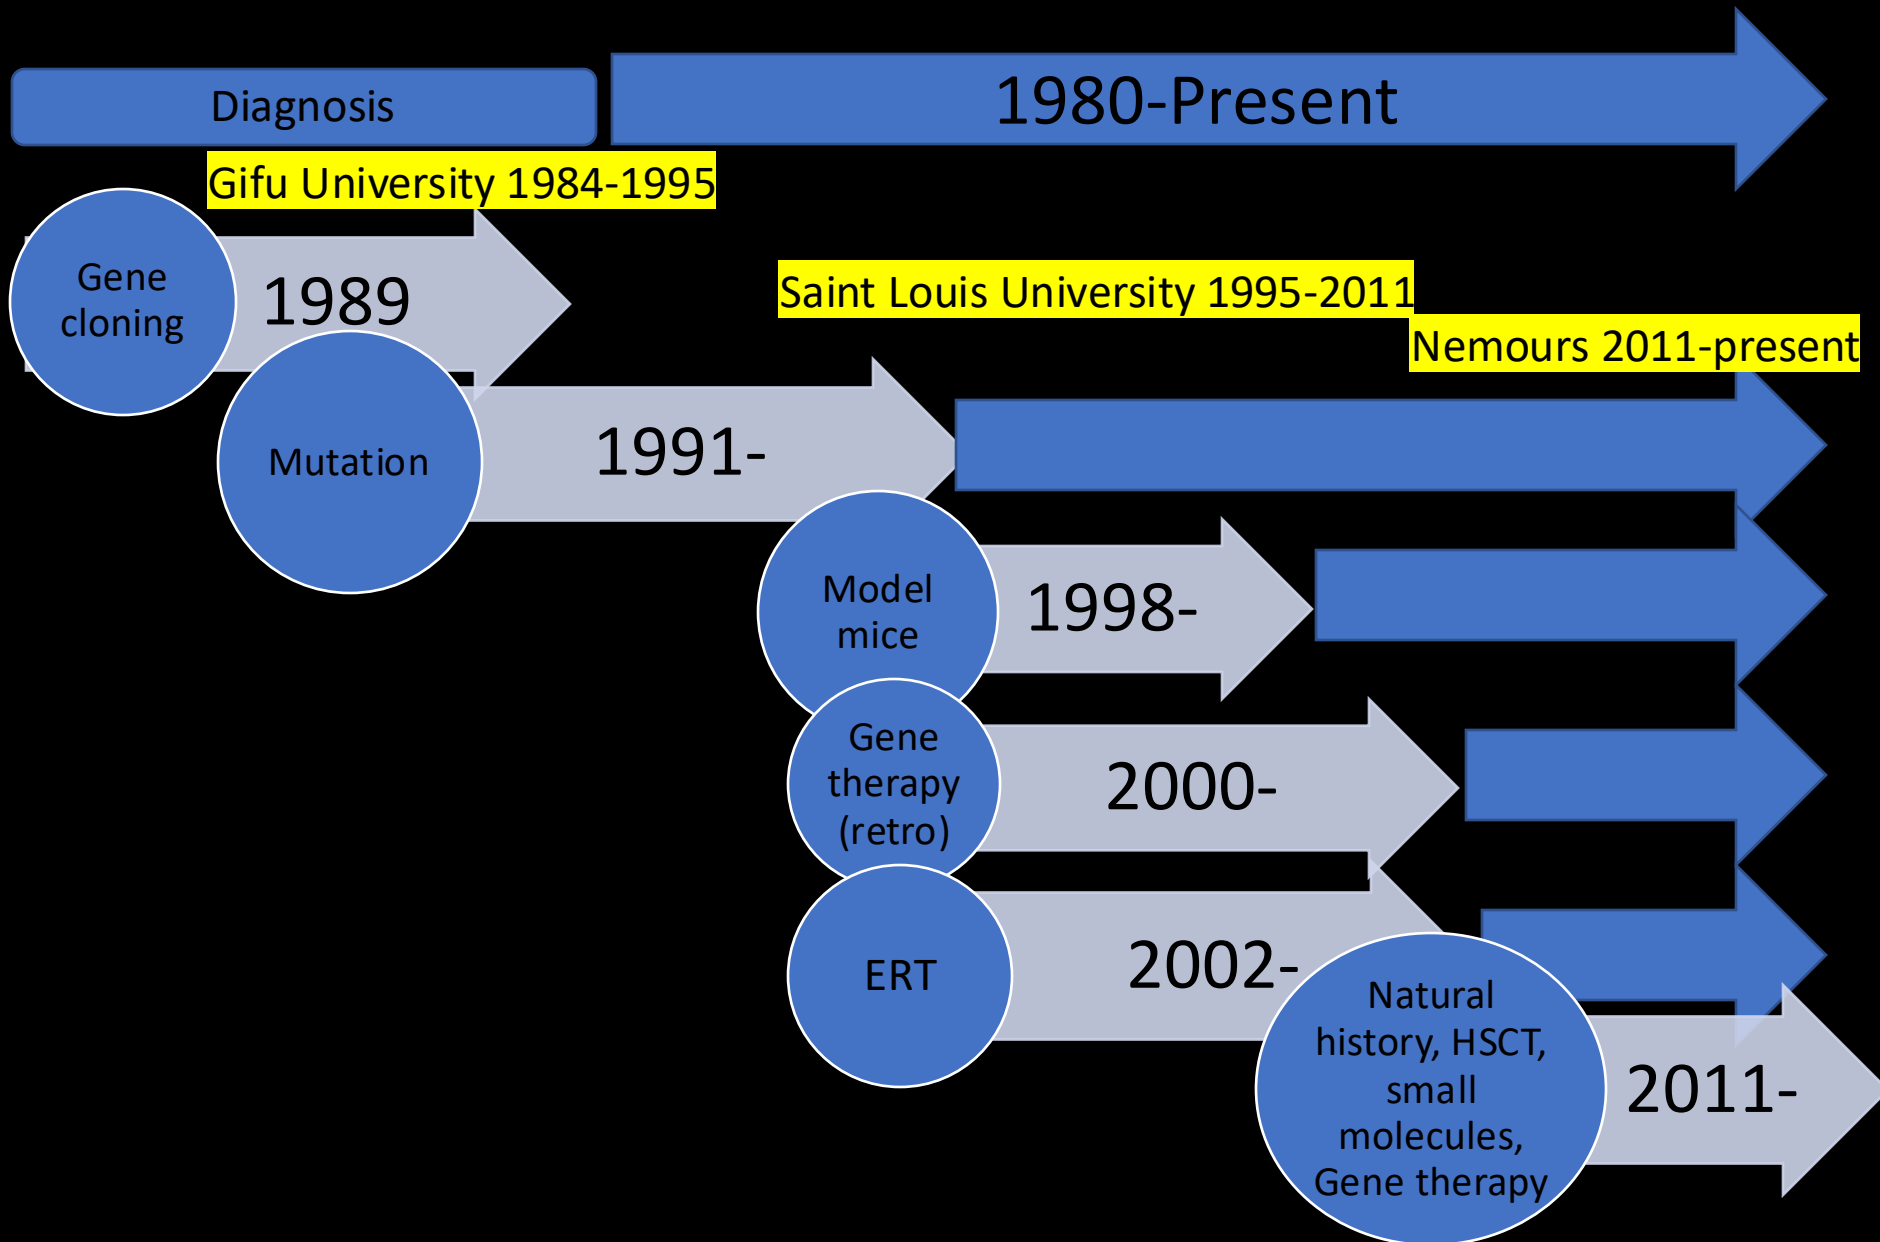 Diagnosis
1980-Present
Gifu University 1984-1995
Gene
cloning
1989
Saint Louis University 1995-2011
Nemours 2011-present
Mutation
1991-
Model
mice
1998-
Gene
therapy
(retro)
2000-
ERT
2002-
Natural
history, HSCT,
small
molecules,
Gene therapy
2011-